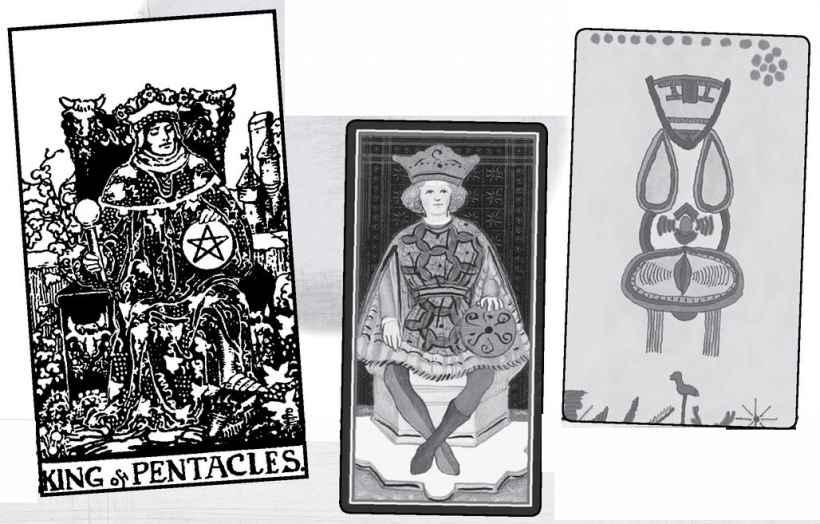 KING of PENTACLES.